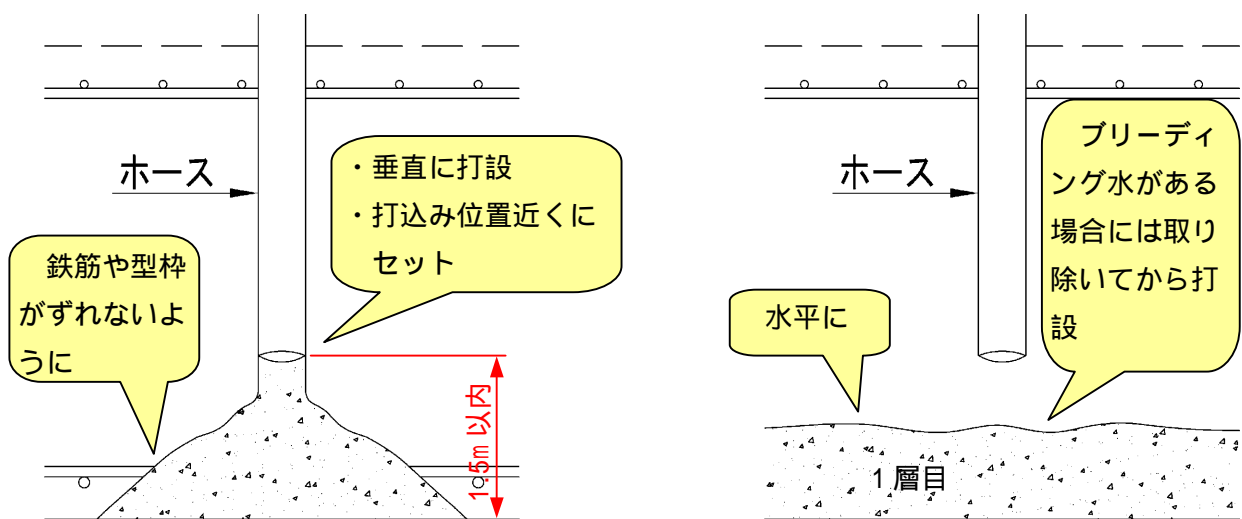 ホース
・垂直に打設
・打込み位置近くに
セット
鉄筋や型枠
がずれないよ
うに
1.5m以内
ホース
ブリーディ
ング水がある
場合には取り
除いてから打
設
水平に
1層目